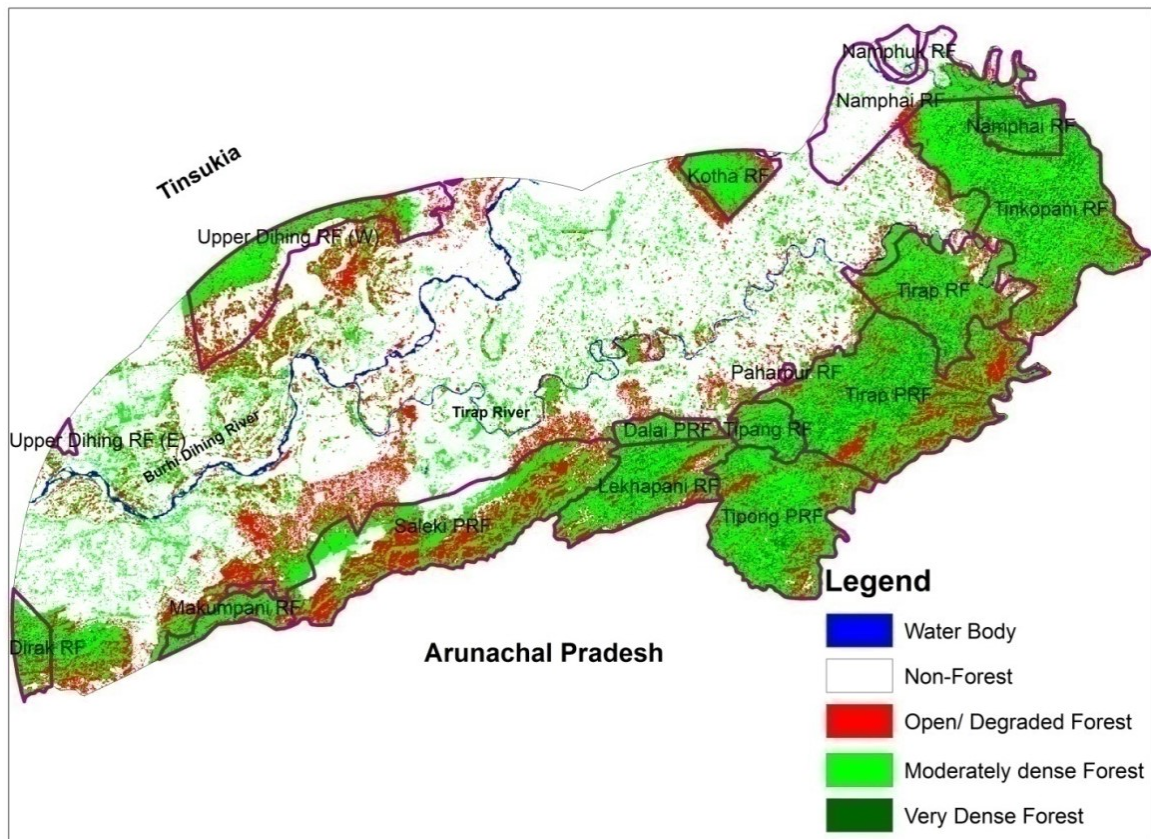 Namphuk RF
Namphai RF
Namphai RF
Tinsukia
Kotha RF
Tinkopani RF
Upper Dihing RF (W)
Tirap RF
Paharpur RF
Tirap PRF
Tirap River
Dalai PRF
Tipang RF
Upper Dihing RF (E)
Burhi Dihing River
Lekhapani RF
Saleki PRF
Tipong PRF
Legend
Makumpani RF
Water Body
Dirak RF
Arunachal Pradesh
Non-Forest
Open/ Degraded Forest
Moderately dense Forest
Very Dense Forest